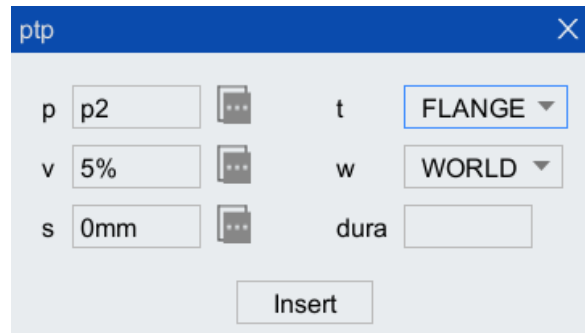 ptp
p p2 t FLANGE
v 5% w WORLD
s 0mm dura
Insert